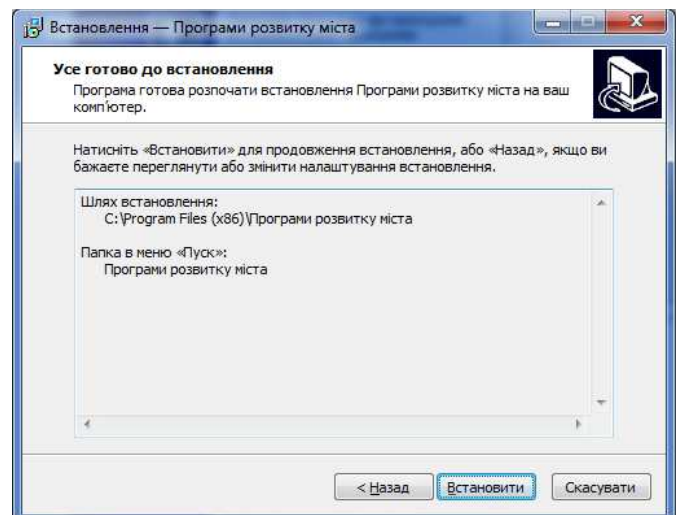 Встановлення — Програми розвитку міста
Усе готово до встановлення
Програма готова розпочати встановлення Програми розвитку міста на ваш
комп'ютер.
Натисніть «Встановити» для продовження встановлення, або «Назад», якщо ви
бажаєте переглянути або змінити налаштування встановлення.
Шлях встановлення:
C:\Program Files (x86)\Програми розвитку міста
Папка в меню «Пуск»:
Програми розвитку міста
< Назад
Встановити
Скасувати